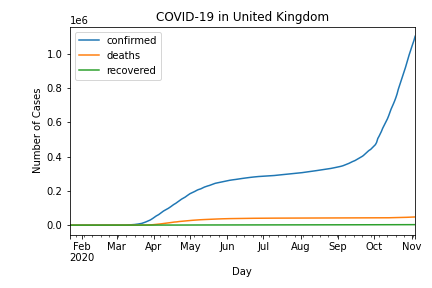 COVID-19 in United Kingdom
1e6
confirmed
deaths
recovered
Number of Cases
1.0
0.8
0.6
0.4
0.2
0.0
Feb Mar Apr May Jun Jul Aug Sep Oct Nov
2020
Day